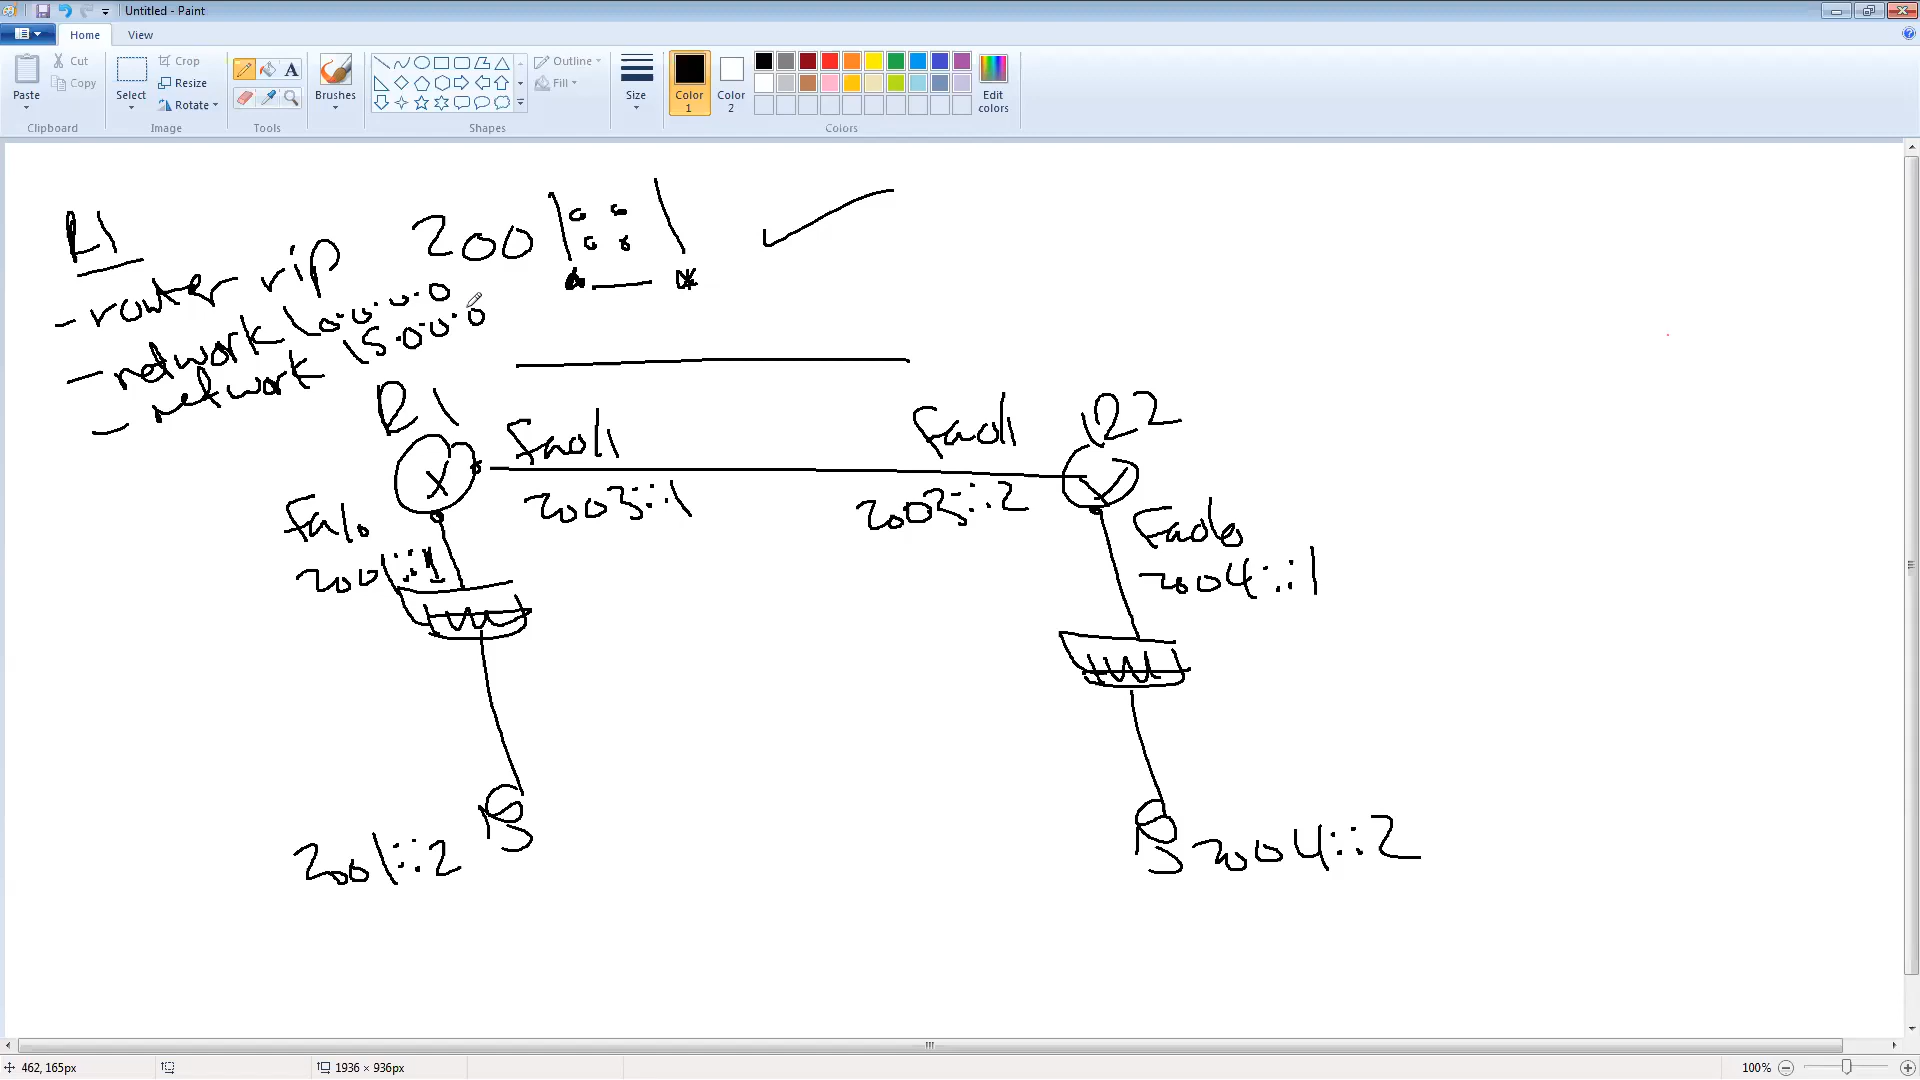 Untitled - Paint
Home
View
Paste
Cut
Copy
Clipboard
Select
Crop
Resize
Rotate
Image
Tools
Brushes
Shapes
Outline
Fill
Size
Color 1
Color 2
Edit colors
Colors
R1
- router rip
- network 10.0.0.0
- network 15.0.0.0
2001::1
R1
Fa0/1
Fa0/1
R2
2003::1
2003::2
Fa1/0
2001::1
Fa0/0
2004::1
2001::2
2004::2
462, 165px
1936 × 936px
100%